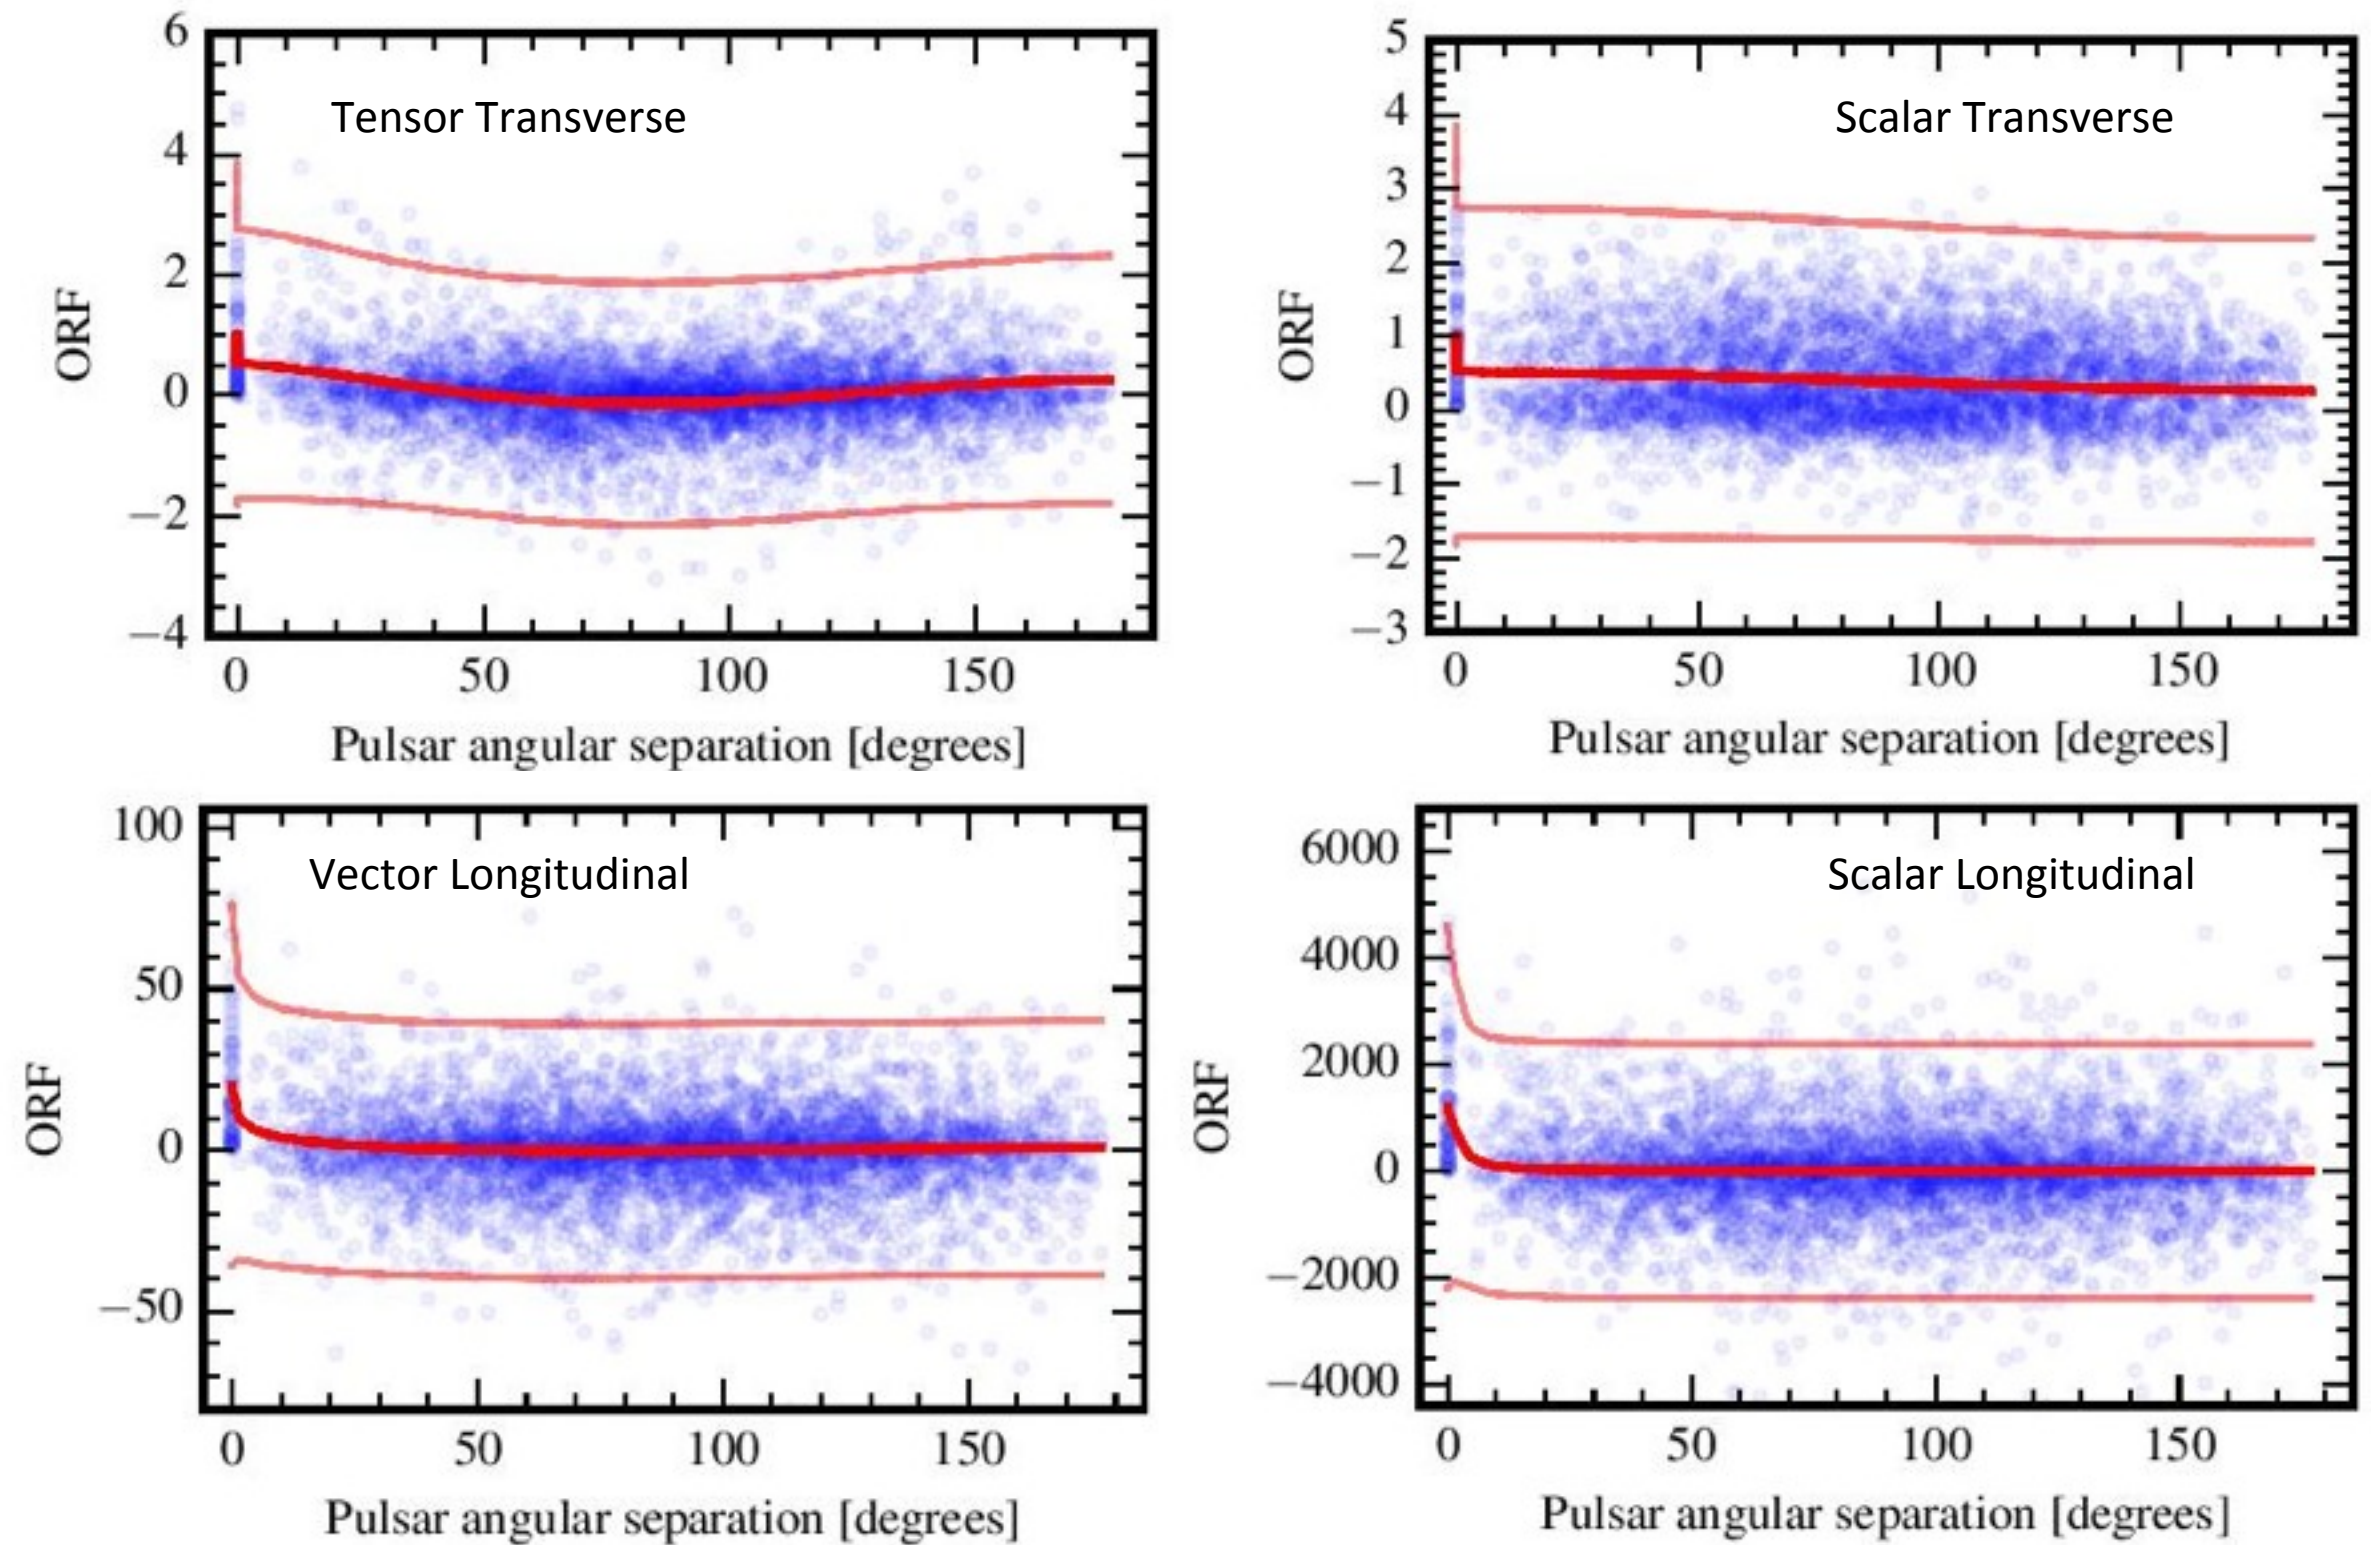 6
4
2
0
−2
−4
ORF
Tensor Transverse
0 50 100 150
Pulsar angular separation [degrees]
5
4
3
2
1
0
−1
−2
−3
ORF
Scalar Transverse
0 50 100 150
Pulsar angular separation [degrees]
100
50
0
−50
ORF
Vector Longitudinal
0 50 100 150
Pulsar angular separation [degrees]
6000
4000
2000
0
−2000
−4000
ORF
Scalar Longitudinal
0 50 100 150
Pulsar angular separation [degrees]